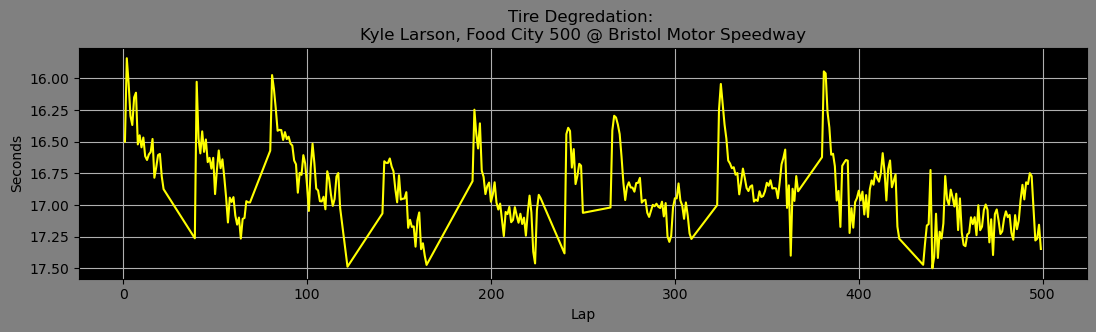 Tire Degredation:
Kyle Larson, Food City 500 @ Bristol Motor Speedway
Seconds
16.00
16.25
16.50
16.75
17.00
17.25
17.50
0 100 200 300 400 500
Lap